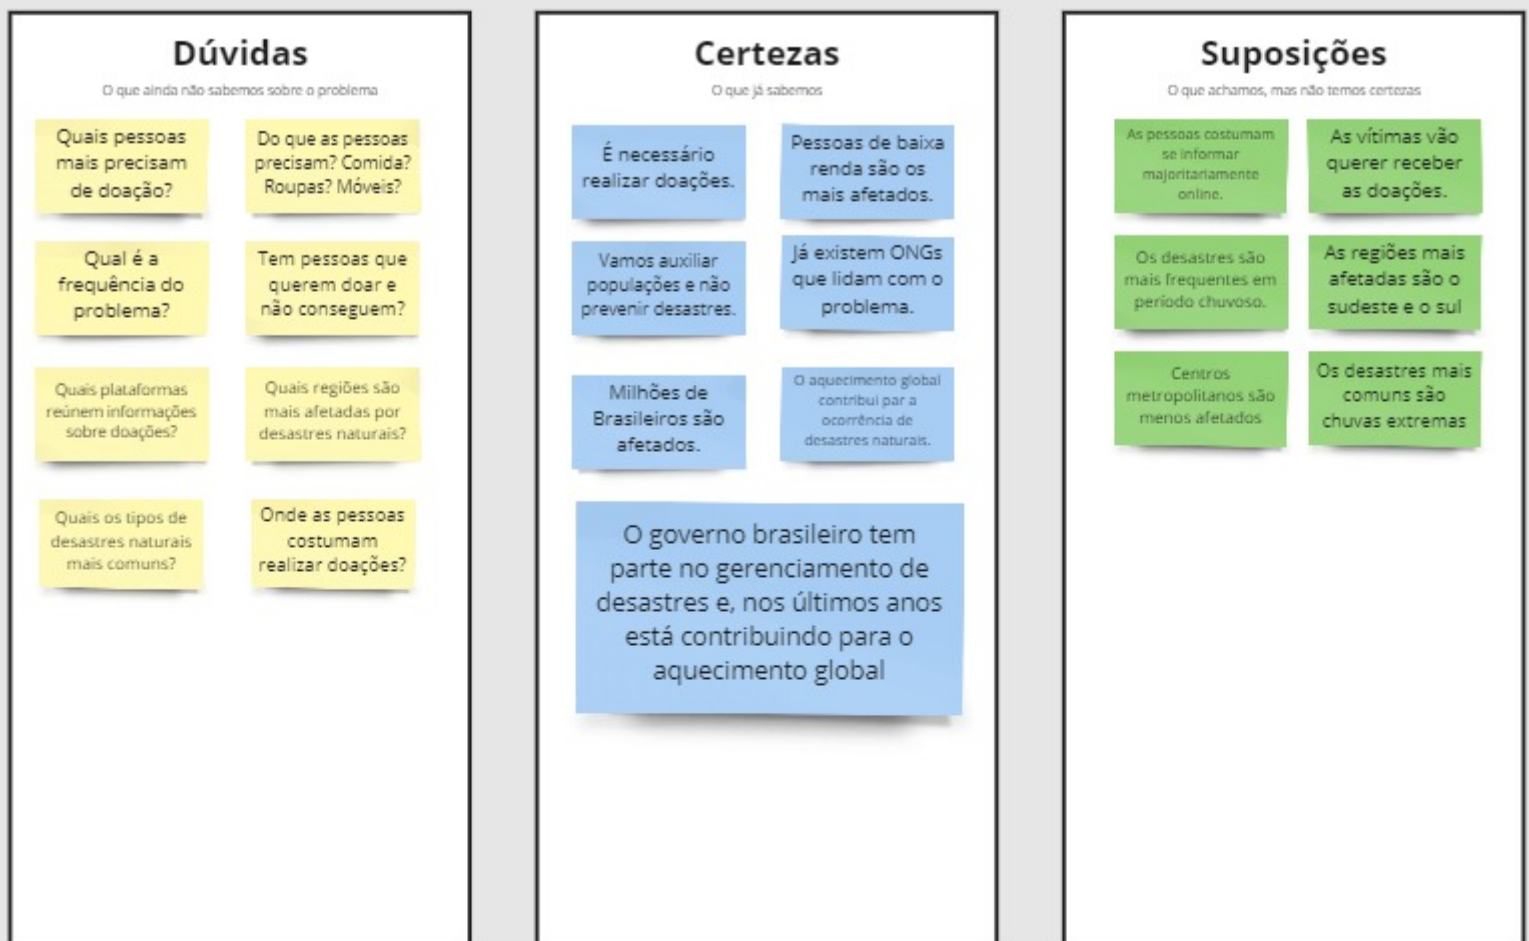 Dúvidas
O que ainda não sabemos sobre o problema
Quais pessoas
mais precisam
de doação?
Do que as pessoas
precisam? Comida?
Roupas? Móveis?
Qual é a
frequência do
problema?
Tem pessoas que
querem doar e
não conseguem?
Quais plataformas
reúnem informações
sobre doações?
Quais regiões são
mais afetadas por
desastres naturais?
Quais os tipos de
desastres naturais
mais comuns?
Onde as pessoas
costumam
realizar doações?
Certezas
O que já sabemos
É necessário
realizar doações.
Pessoas de baixa
renda são os
mais afetados.
Vamos auxiliar
populações e não
prevenir desastres.
Já existem ONGs
que lidam com o
problema.
Milhões de
Brasileiros são
afetados.
O aquecimento global
contribui par a
ocorrência de
desastres naturais.
O governo brasileiro tem
parte no gerenciamento de
desastres e, nos últimos anos
está contribuindo para o
aquecimento global
Suposições
O que achamos, mas não temos certezas
As pessoas costumam
se informar
majoritariamente
online.
As vítimas vão
querer receber
as doações.
Os desastres são
mais frequentes em
período chuvoso.
As regiões mais
afetadas são o
sudeste e o sul
Centros
metropolitanos são
menos afetados
Os desastres mais
comuns são
chuvas extremas